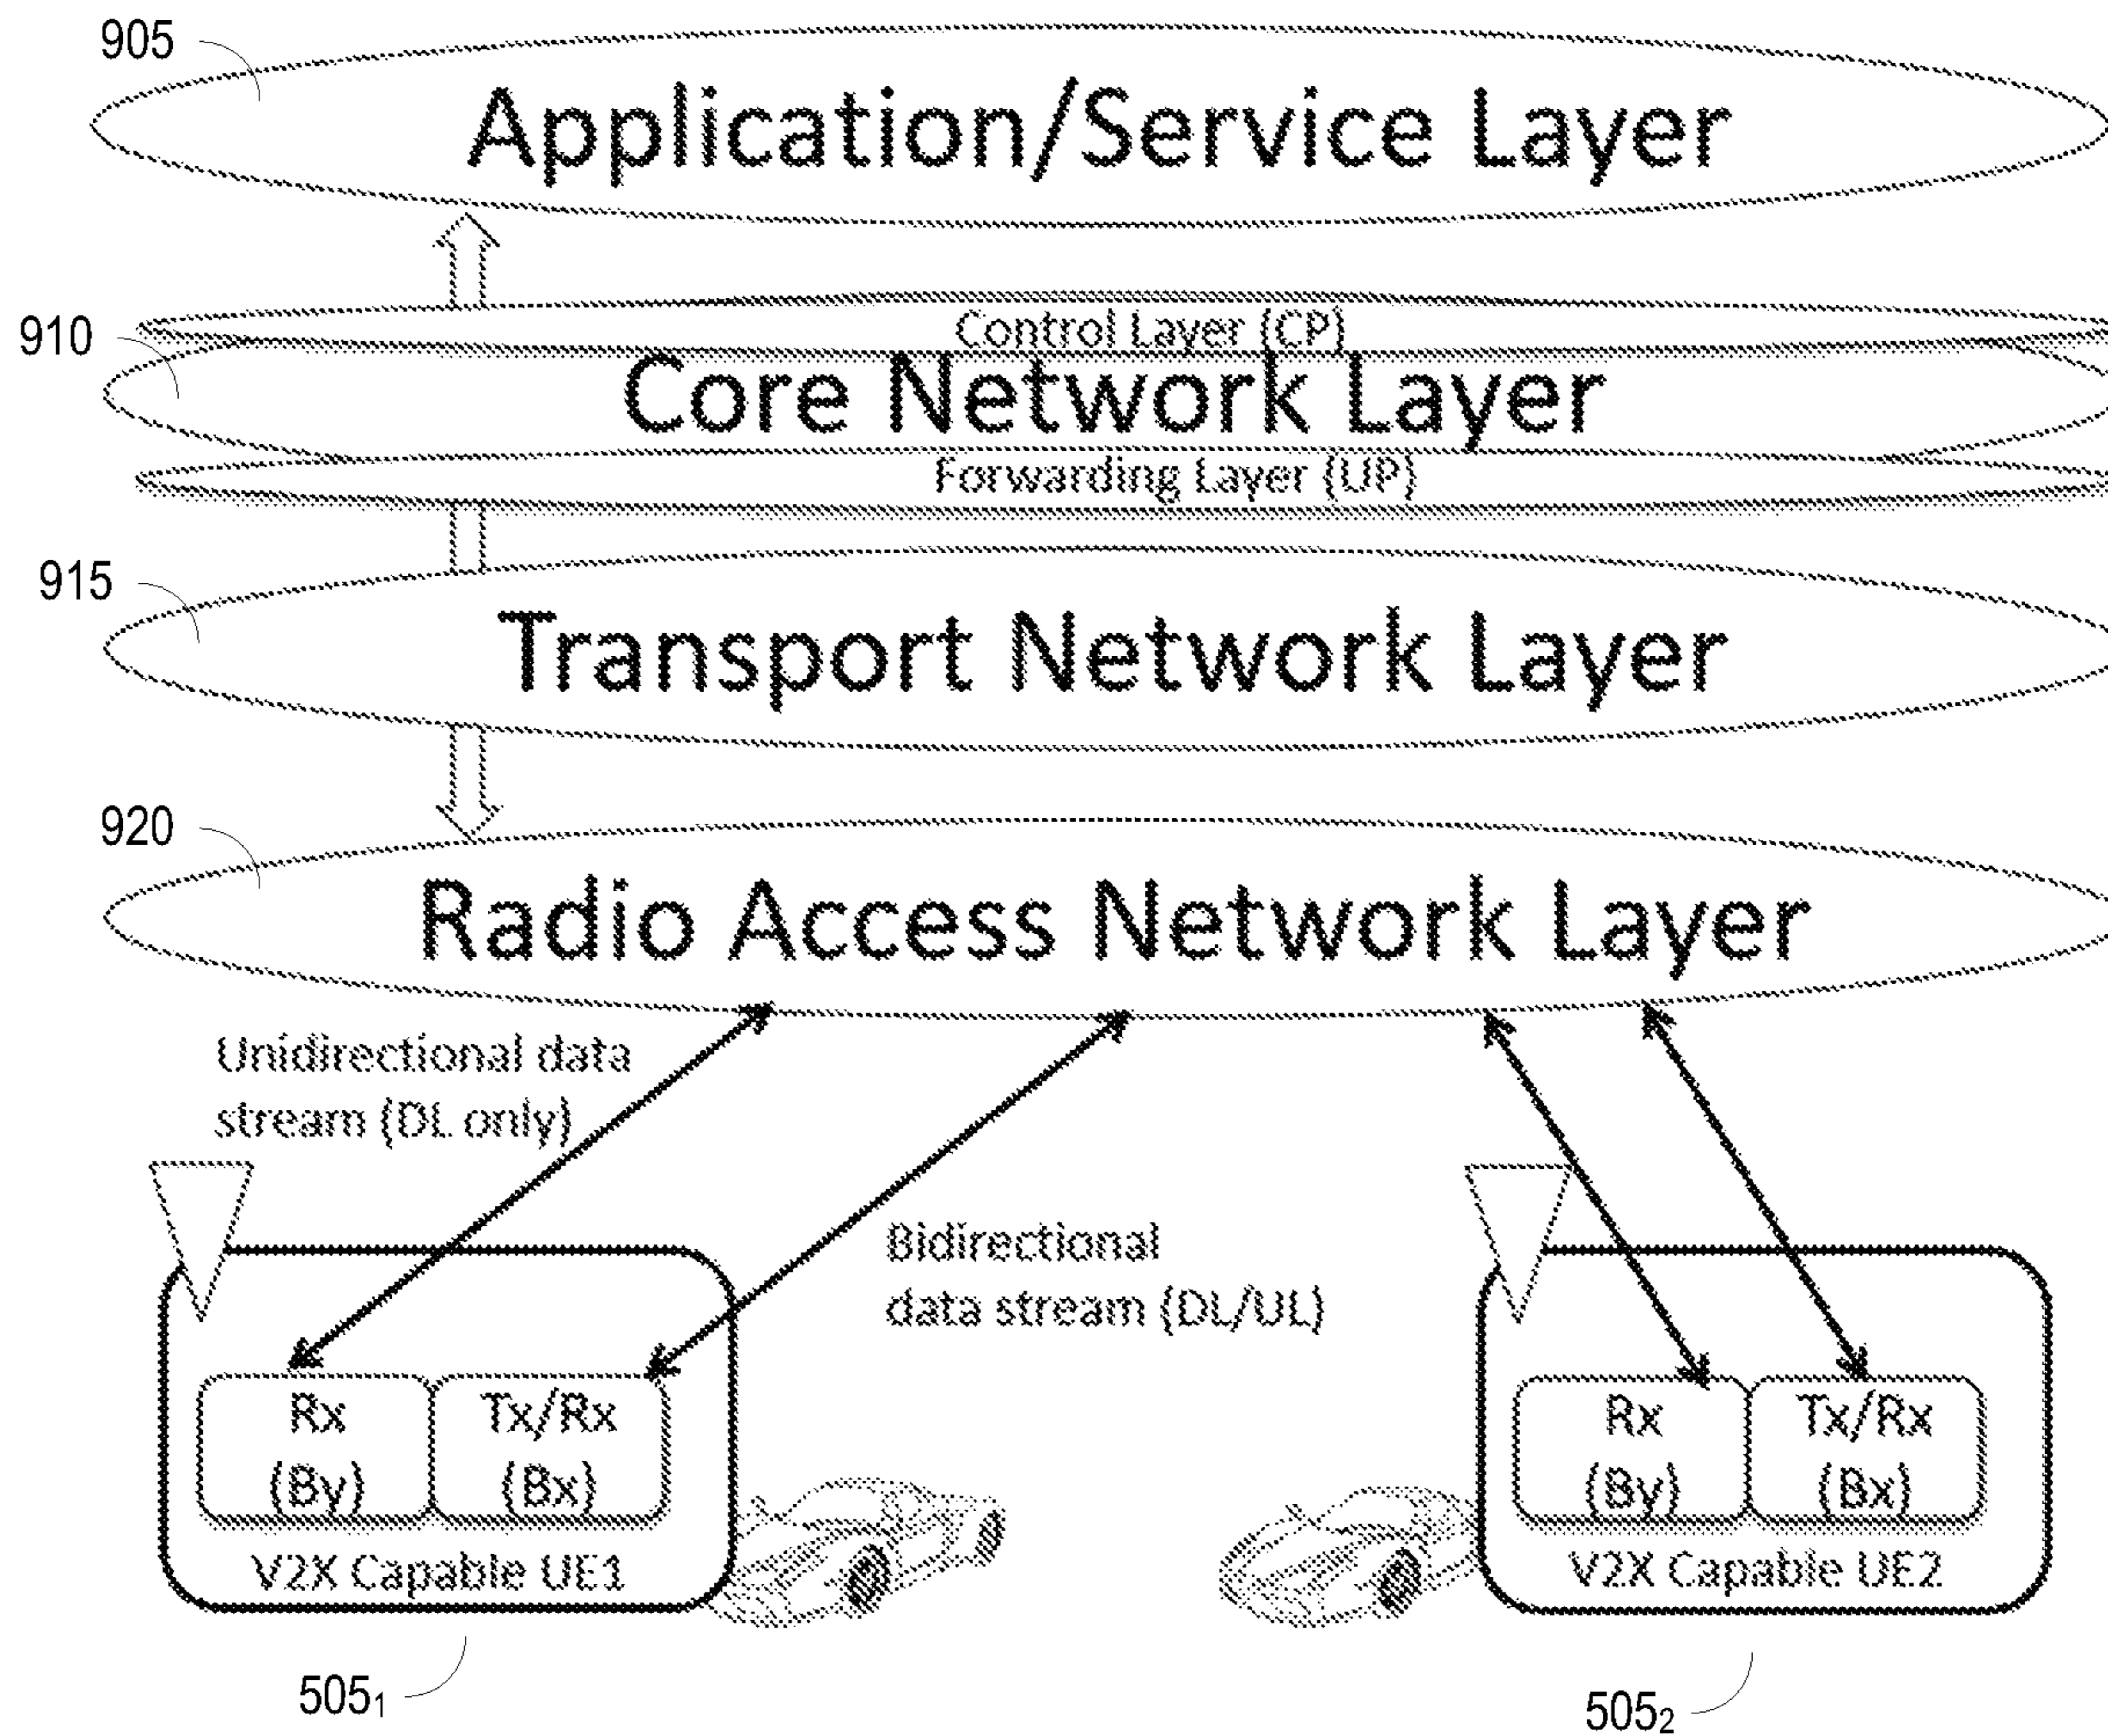 905
Application/Service Layer
Control Layer (CP)
910
Core Network Layer
Forwarding Layer (UP)
915
Transport Network Layer
920
Radio Access Network Layer
Unidirectional data
stream (DL only)
Bidirectional
data stream (DL/UL)
Rx
(By)
Tx/Rx
(Bx)
V2X Capable UE1
Rx
(By)
Tx/Rx
(Bx)
V2X Capable UE2
505₁
505₂